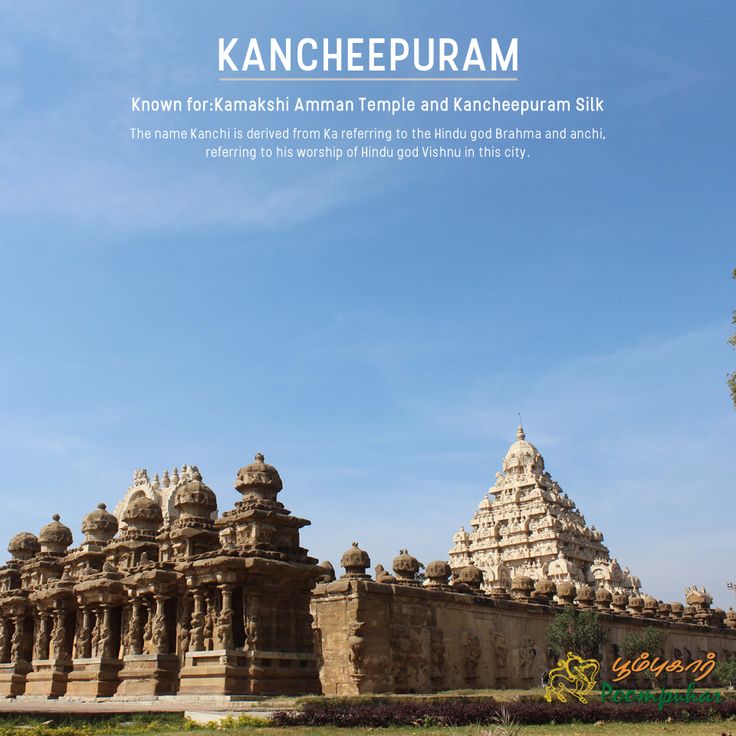 KANCHEEPURAM
Known for:Kamakshi Amman Temple and Kancheepuram Silk
The name Kanchi is derived from Ka referring to the Hindu god Brahma and anchi,
referring to his worship of Hindu god Vishnu in this city.
பூம்புகார்
Poompuhar